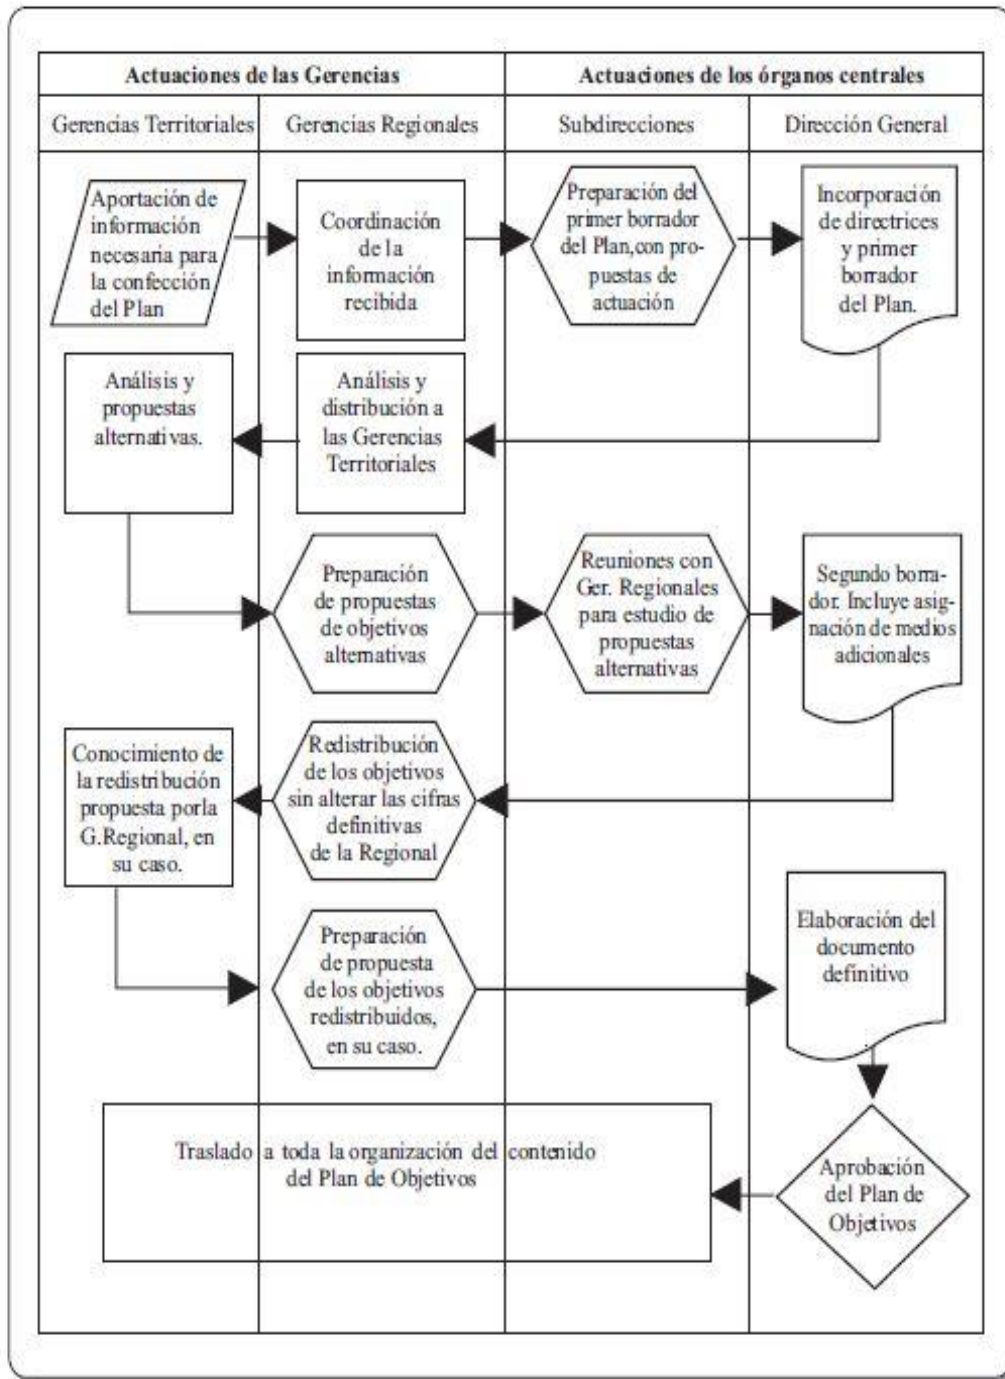 Actuaciones de las Gerencias
Actuaciones de los órganos centrales
Gerencias Territoriales
Gerencias Regionales
Subdirecciones
Dirección General
Aportación de
información
necesaria para
la confección
del Plan
Coordinación
de la
información
recibida
Preparación del
primer borrador
del Plan, con pro-
puestas de
actuación
Incorporación
de directrices
y primer
borrador
del Plan.
Análisis y
propuestas
alternativas.
Análisis y
distribución a
las Gerencias
Territoriales
Preparación
de propuestas
de objetivos
alternativas
Reuniones con
Ger. Regionales
para estudio de
propuestas
alternativas
Segundo borra-
dor. Incluye asig-
nación de medios
adicionales
Conocimiento de
la redistribución
propuesta porla
G.Regional, en
su caso.
Redistribución
de los objetivos
sin alterar las cifras
definitivas
de la Regional
Preparación
de propuesta
de los objetivos
redistribuidos,
en su caso.
Elaboración del
documento
definitivo
Traslado a toda la organización del contenido
del Plan de Objetivos
Aprobación
del Plan de
Objetivos